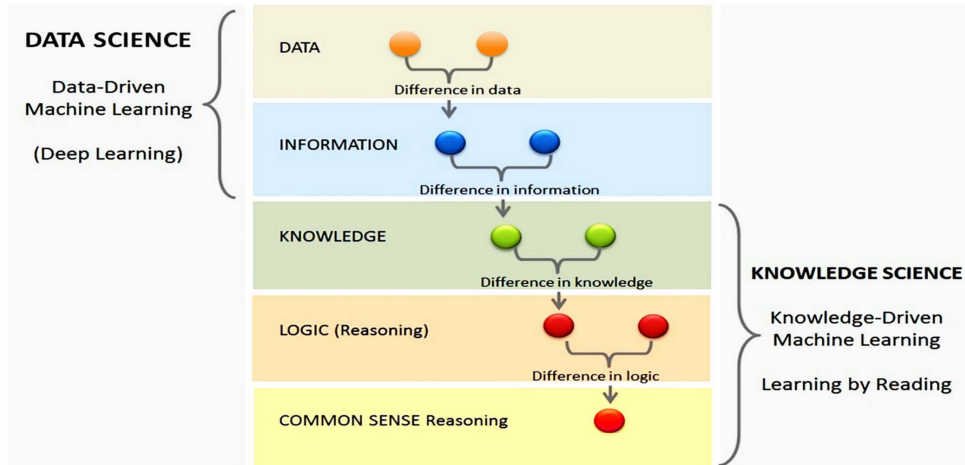 DATA SCIENCE
Data-Driven
Machine Learning
(Deep Learning)
DATA
Difference in data
INFORMATION
Difference in information
KNOWLEDGE
Difference in knowledge
LOGIC (Reasoning)
Difference in logic
COMMON SENSE Reasoning
KNOWLEDGE SCIENCE
Knowledge-Driven
Machine Learning
Learning by Reading